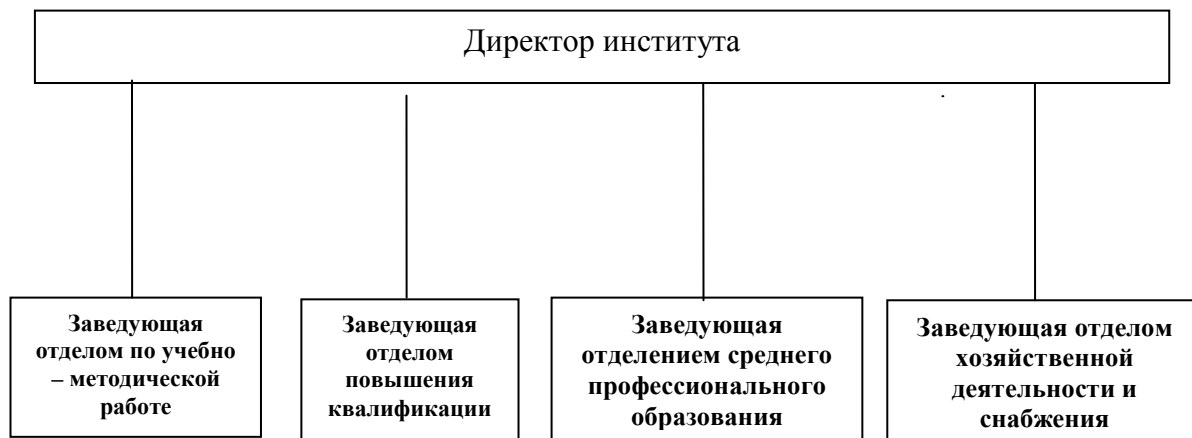 Директор института
Заведующая
отделом по учебно
– методической
работе
Заведующая
отделом
повышения
квалификации
Заведующая
отделением среднего
профессионального
образования
Заведующая отделом
хозяйственной
деятельности и
снабжения